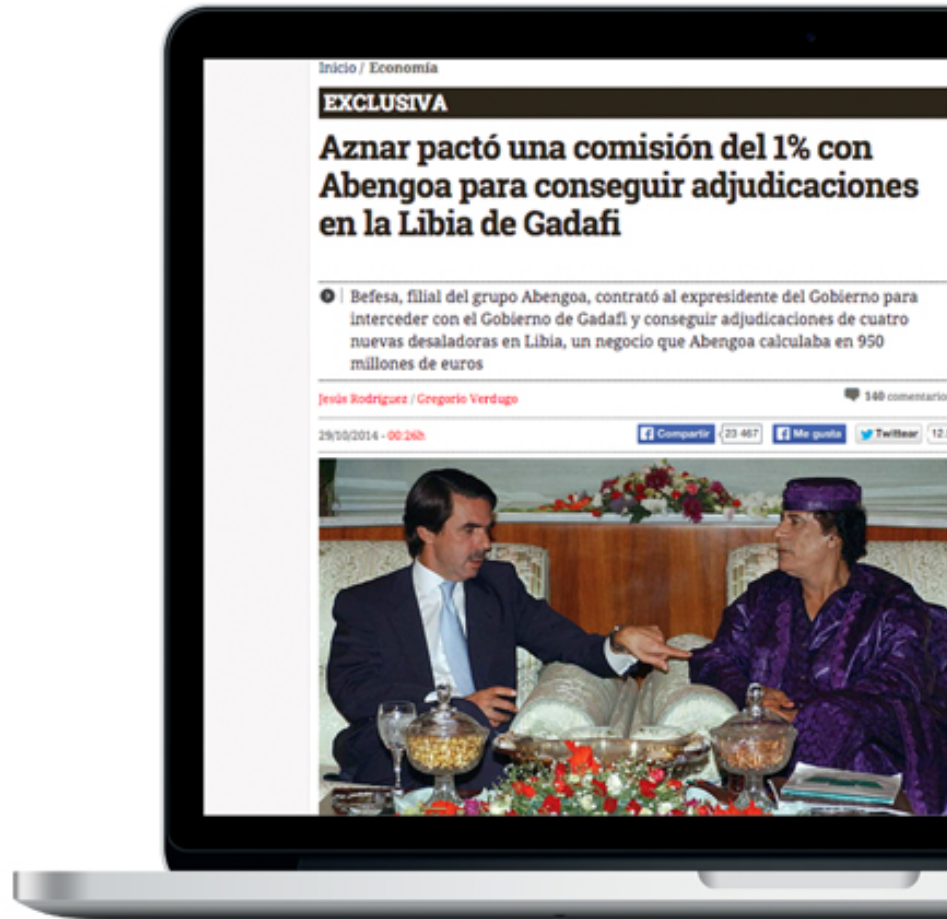 Inicio / Economía
EXCLUSIVA
Aznar pactó una comisión del 1% con
Abengoa para conseguir adjudicaciones
en la Libia de Gadafi
Befesa, filial del grupo Abengoa, contrató al expresidente del Gobierno para
interceder con el Gobierno de Gadafi y conseguir adjudicaciones de cuatro
nuevas desaladoras en Libia, un negocio que Abengoa calculaba en 950
millones de euros
Jesús Rodríguez / Gregorio Verdugo
140 comentario
29/10/2014 - 00:26h
Compartir 23 467 Me gusta Twittear 12.